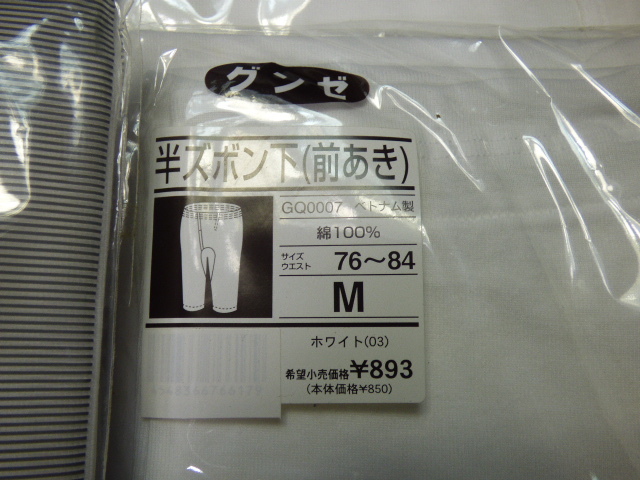 グンゼ
半ズボン下(前あき)
GQ0007 ベトナム製
綿100%
サイズ
ウエスト 76～84
M
ホワイト(03)
希望小売価格¥893
(本体価格¥850)